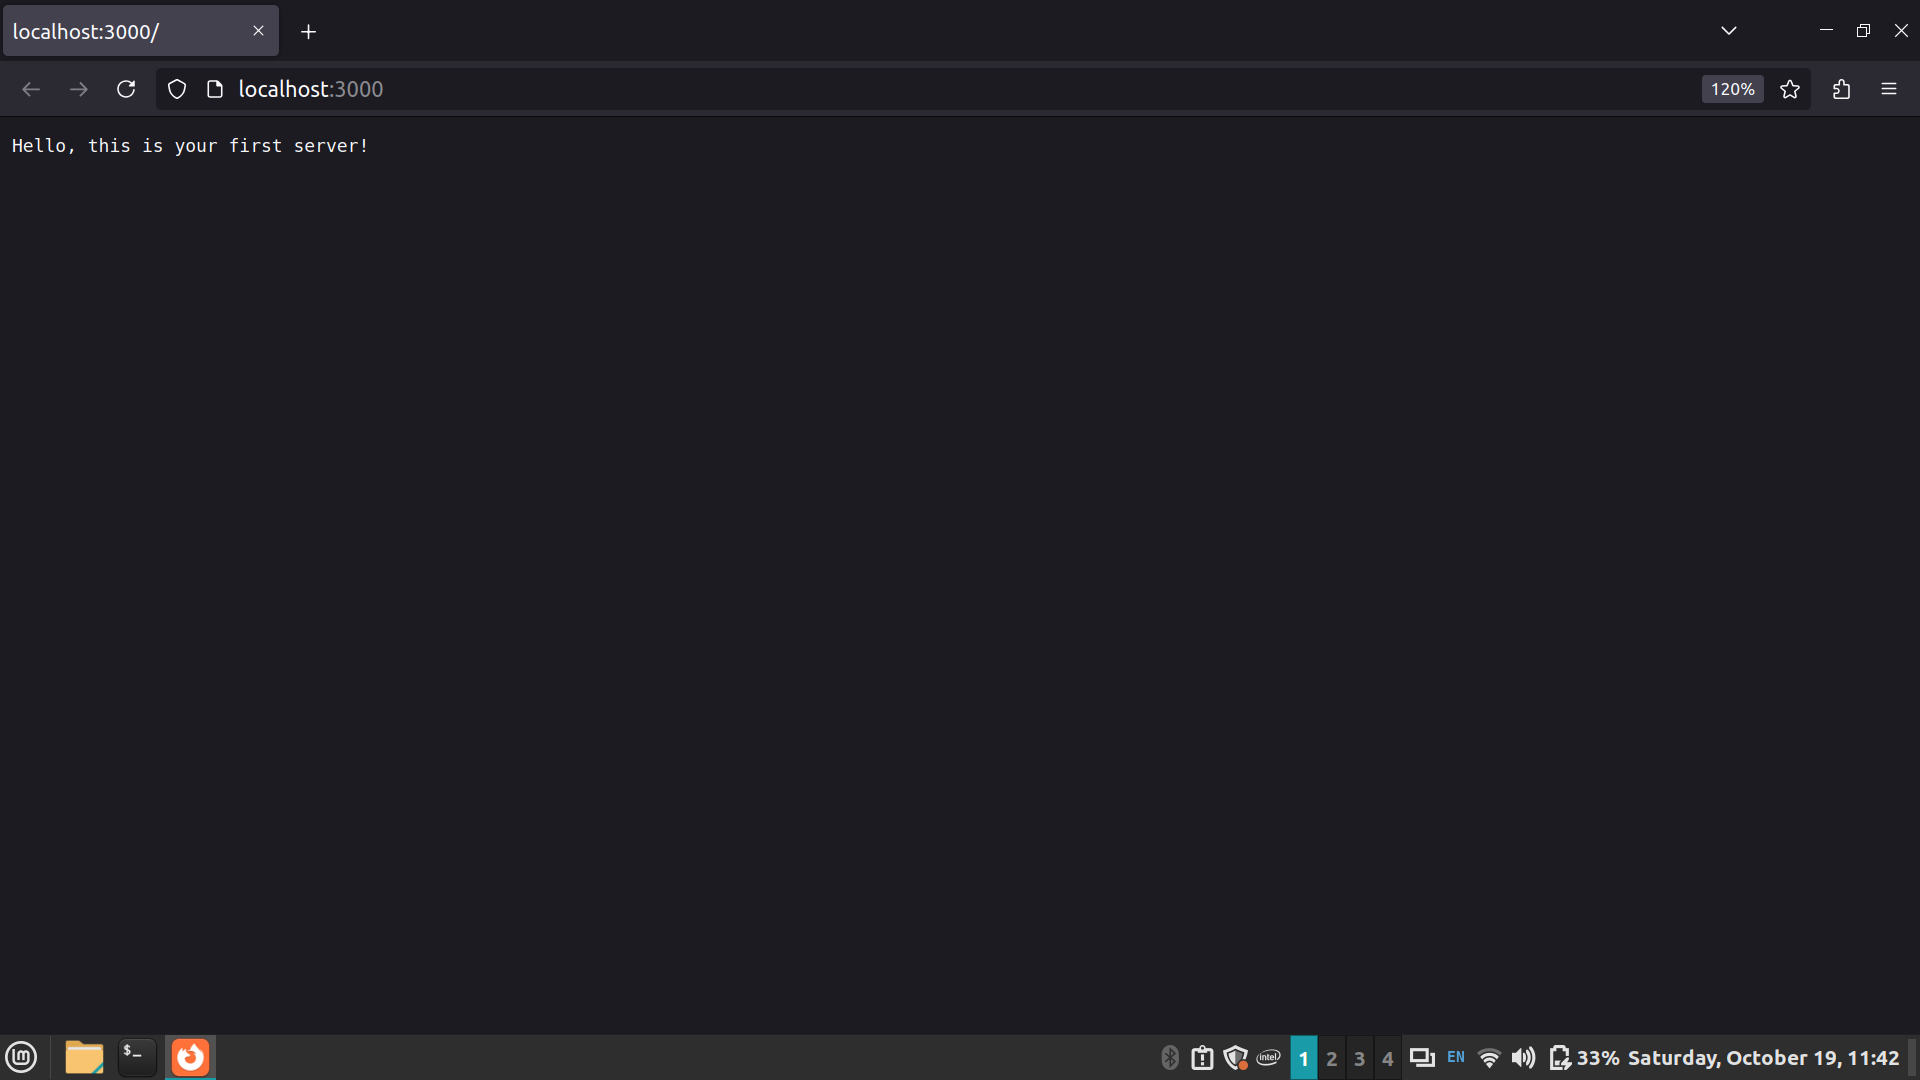 localhost:3000/
localhost:3000
120%
Hello, this is your first server!
$_
intel
1 2 3 4
EN
33% Saturday, October 19, 11:42